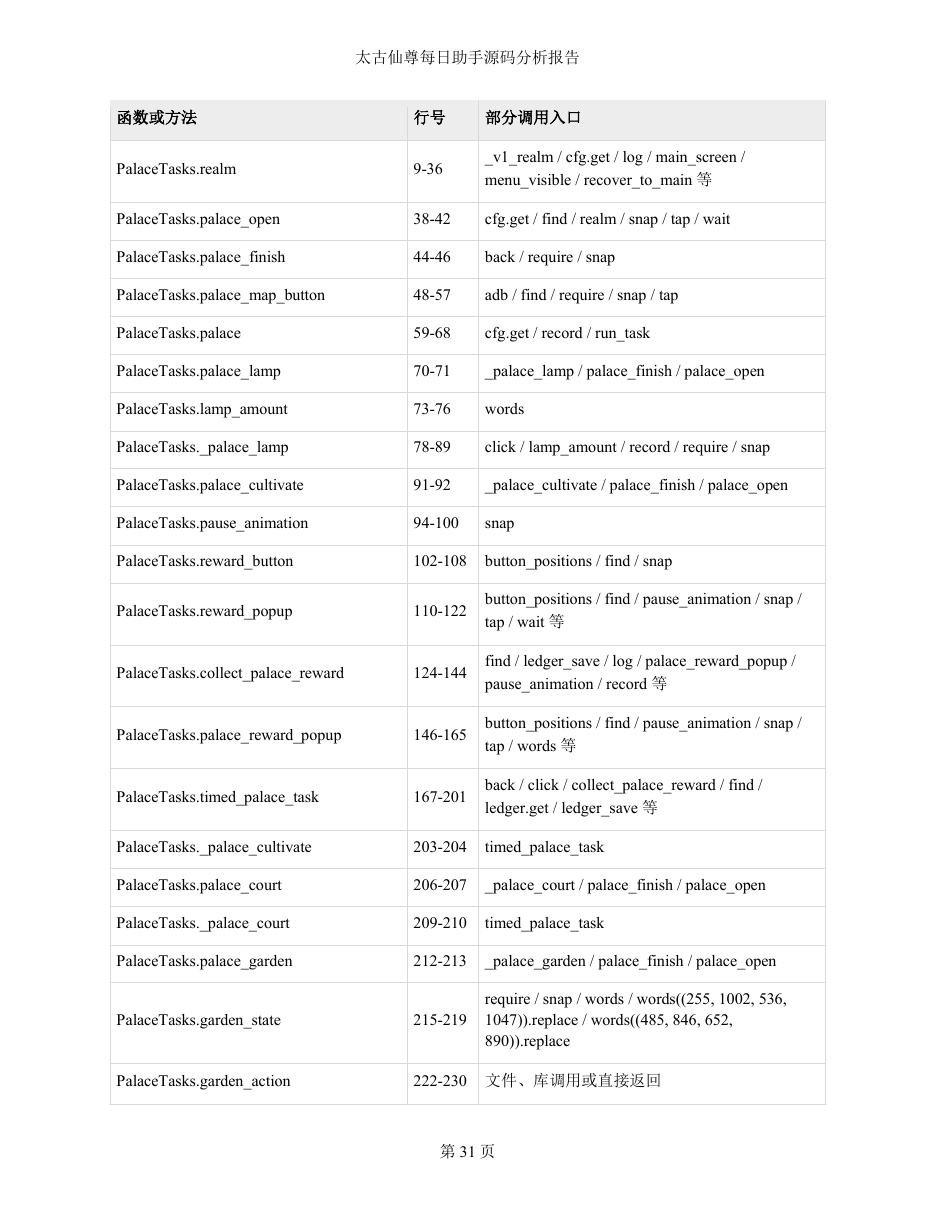 太古仙尊每日助手源码分析报告
函数或方法 行号 部分调用入口
PalaceTasks.realm 9-36 _v1_realm / cfg.get / log / main_screen /
menu_visible / recover_to_main 等
PalaceTasks.palace_open 38-42 cfg.get / find / realm / snap / tap / wait
PalaceTasks.palace_finish 44-46 back / require / snap
PalaceTasks.palace_map_button 48-57 adb / find / require / snap / tap
PalaceTasks.palace 59-68 cfg.get / record / run_task
PalaceTasks.palace_lamp 70-71 _palace_lamp / palace_finish / palace_open
PalaceTasks.lamp_amount 73-76 words
PalaceTasks._palace_lamp 78-89 click / lamp_amount / record / require / snap
PalaceTasks.palace_cultivate 91-92 _palace_cultivate / palace_finish / palace_open
PalaceTasks.pause_animation 94-100 snap
PalaceTasks.reward_button 102-108 button_positions / find / snap
PalaceTasks.reward_popup 110-122 button_positions / find / pause_animation / snap /
tap / wait 等
PalaceTasks.collect_palace_reward 124-144 find / ledger_save / log / palace_reward_popup /
pause_animation / record 等
PalaceTasks.palace_reward_popup 146-165 button_positions / find / pause_animation / snap /
tap / words 等
PalaceTasks.timed_palace_task 167-201 back / click / collect_palace_reward / find /
ledger.get / ledger_save 等
PalaceTasks._palace_cultivate 203-204 timed_palace_task
PalaceTasks.palace_court 206-207 _palace_court / palace_finish / palace_open
PalaceTasks._palace_court 209-210 timed_palace_task
PalaceTasks.palace_garden 212-213 _palace_garden / palace_finish / palace_open
PalaceTasks.garden_state 215-219 require / snap / words / words((255, 1002, 536,
1047)).replace / words((485, 846, 652,
890)).replace
PalaceTasks.garden_action 222-230 文件、库调用或直接返回
第 31 页